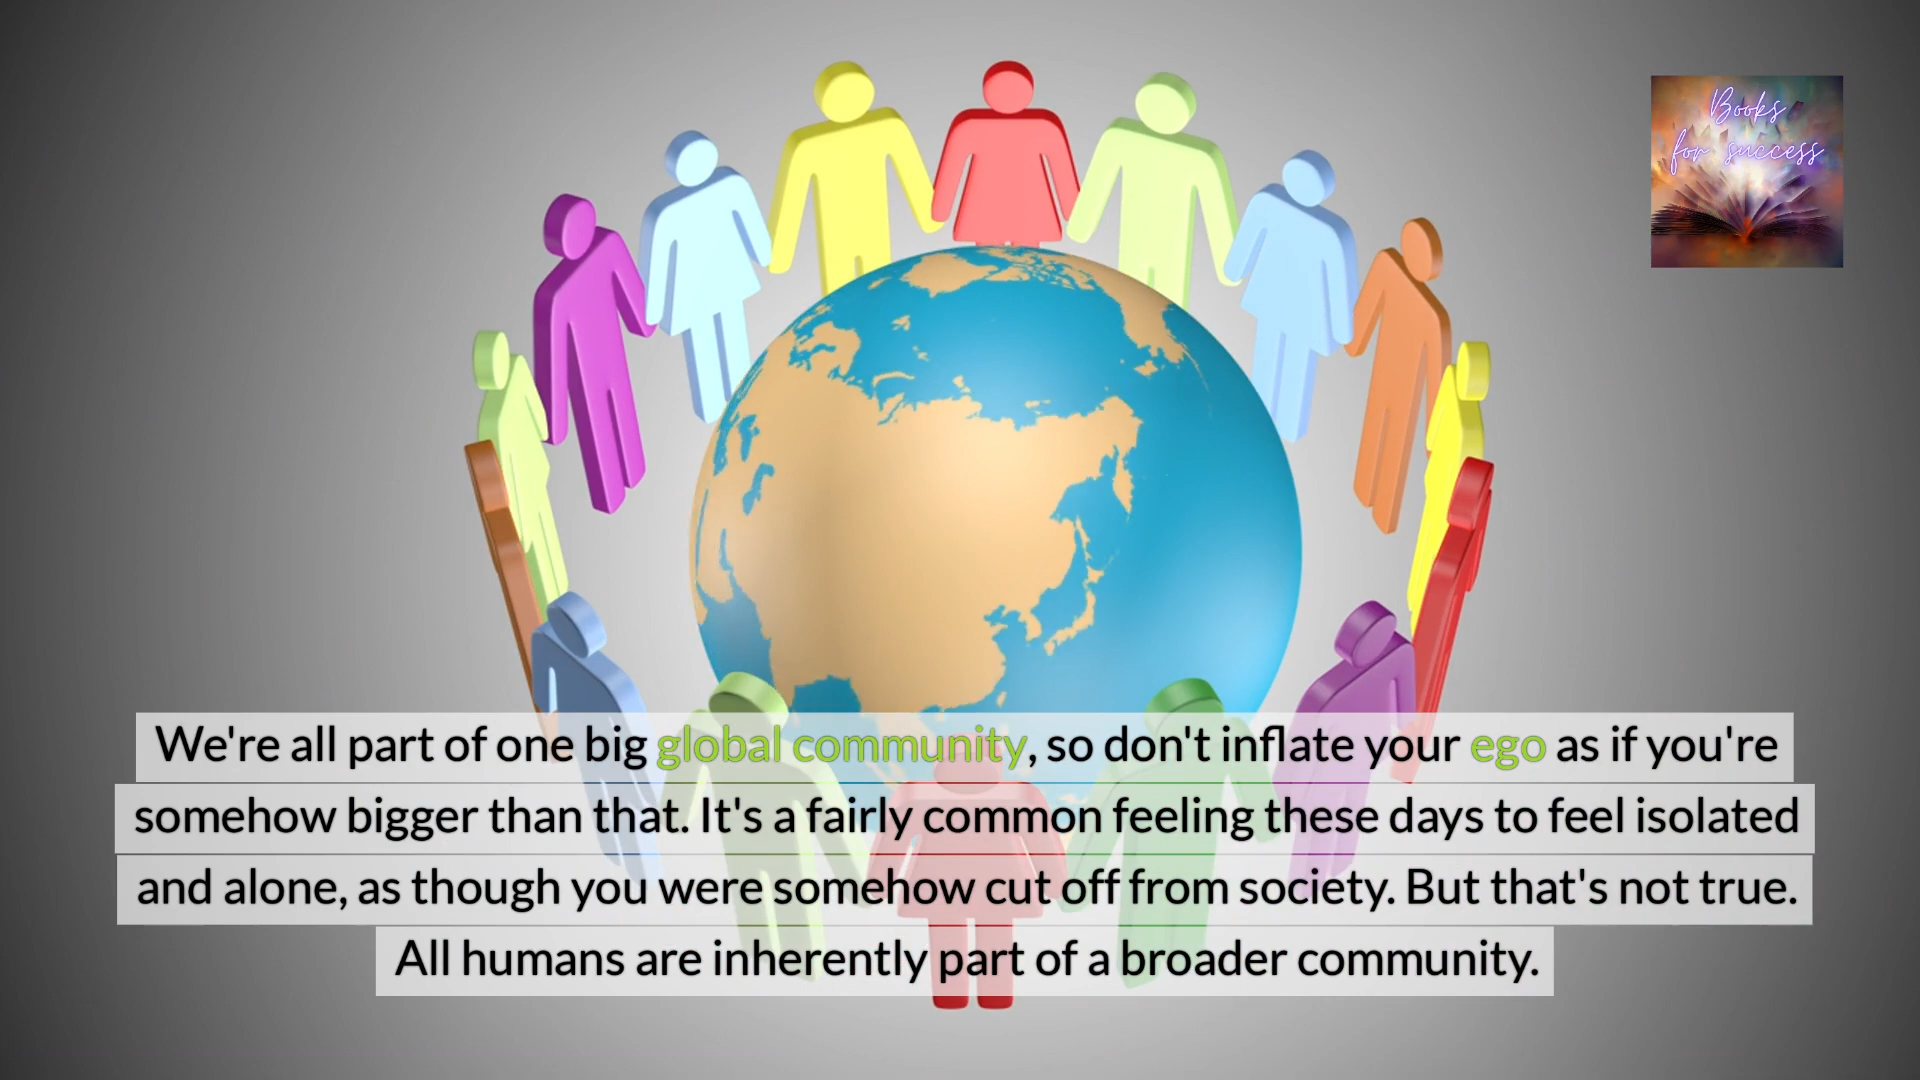 Books
for success
We're all part of one big global community, so don't inflate your ego as if you're
somehow bigger than that. It's a fairly common feeling these days to feel isolated
and alone, as though you were somehow cut off from society. But that's not true.
All humans are inherently part of a broader community.